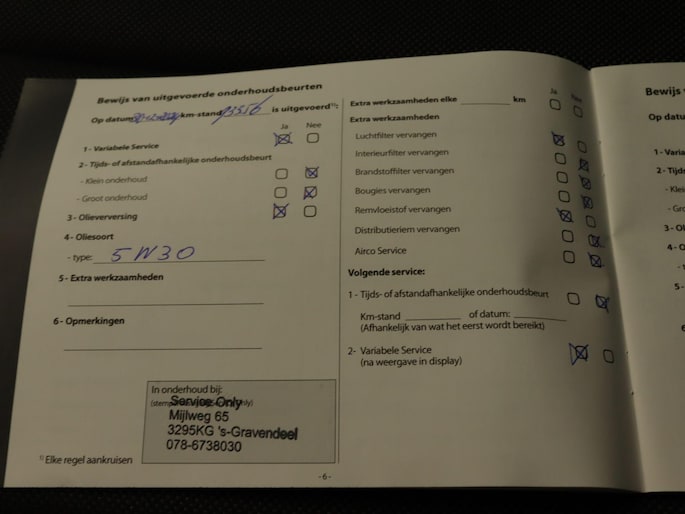 Bewijs van uitgevoerde onderhoudsbeurten
Op datum km-stand is uitgevoerd¹⁾:
Ja Nee
1 - Variabele Service
2 - Tijds- of afstandafhankelijke onderhoudsbeurt
- Klein onderhoud
- Groot onderhoud
3 - Olieverversing
4 - Oliesoort
- type: 5W30
5 - Extra werkzaamheden
6 - Opmerkingen
In onderhoud bij:
Service Only
Mijlweg 65
3295KG 's-Gravendeel
078-6738030
¹⁾ Elke regel aankruisen
Ja Nee
Extra werkzaamheden elke km
Extra werkzaamheden
Luchtfilter vervangen
Interieurfilter vervangen
Brandstoffilter vervangen
Bougies vervangen
Remvloeistof vervangen
Distributieriem vervangen
Airco Service
Volgende service:
1 - Tijds- of afstandafhankelijke onderhoudsbeurt
Km-stand of datum:
(Afhankelijk van wat het eerst wordt bereikt)
2- Variabele Service
(na weergave in display)
-6-
Bewijs
Op datu
1 - Varia
2 - Tijds
- Klei
- Gro
3 - Ol
4 - O
5 -